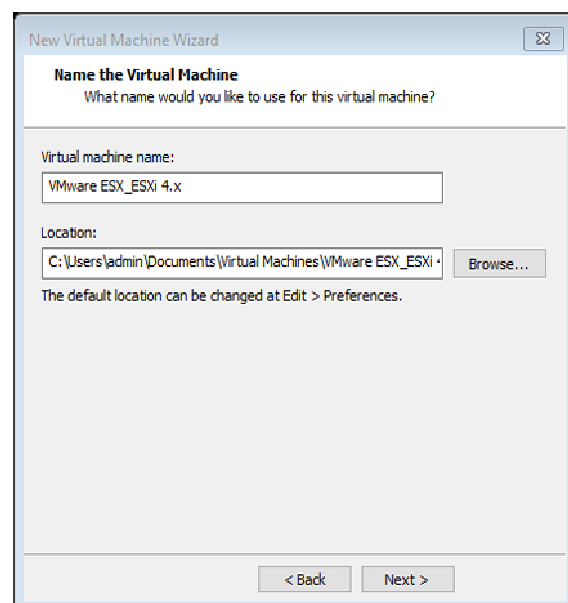 New Virtual Machine Wizard
Name the Virtual Machine
What name would you like to use for this virtual machine?
Virtual machine name:
VMware ESX_ESXi 4.x
Location:
C:\Users\admin\Documents\Virtual Machines\VMware ESX_ESXi
Browse...
The default location can be changed at Edit > Preferences.
< Back
Next >